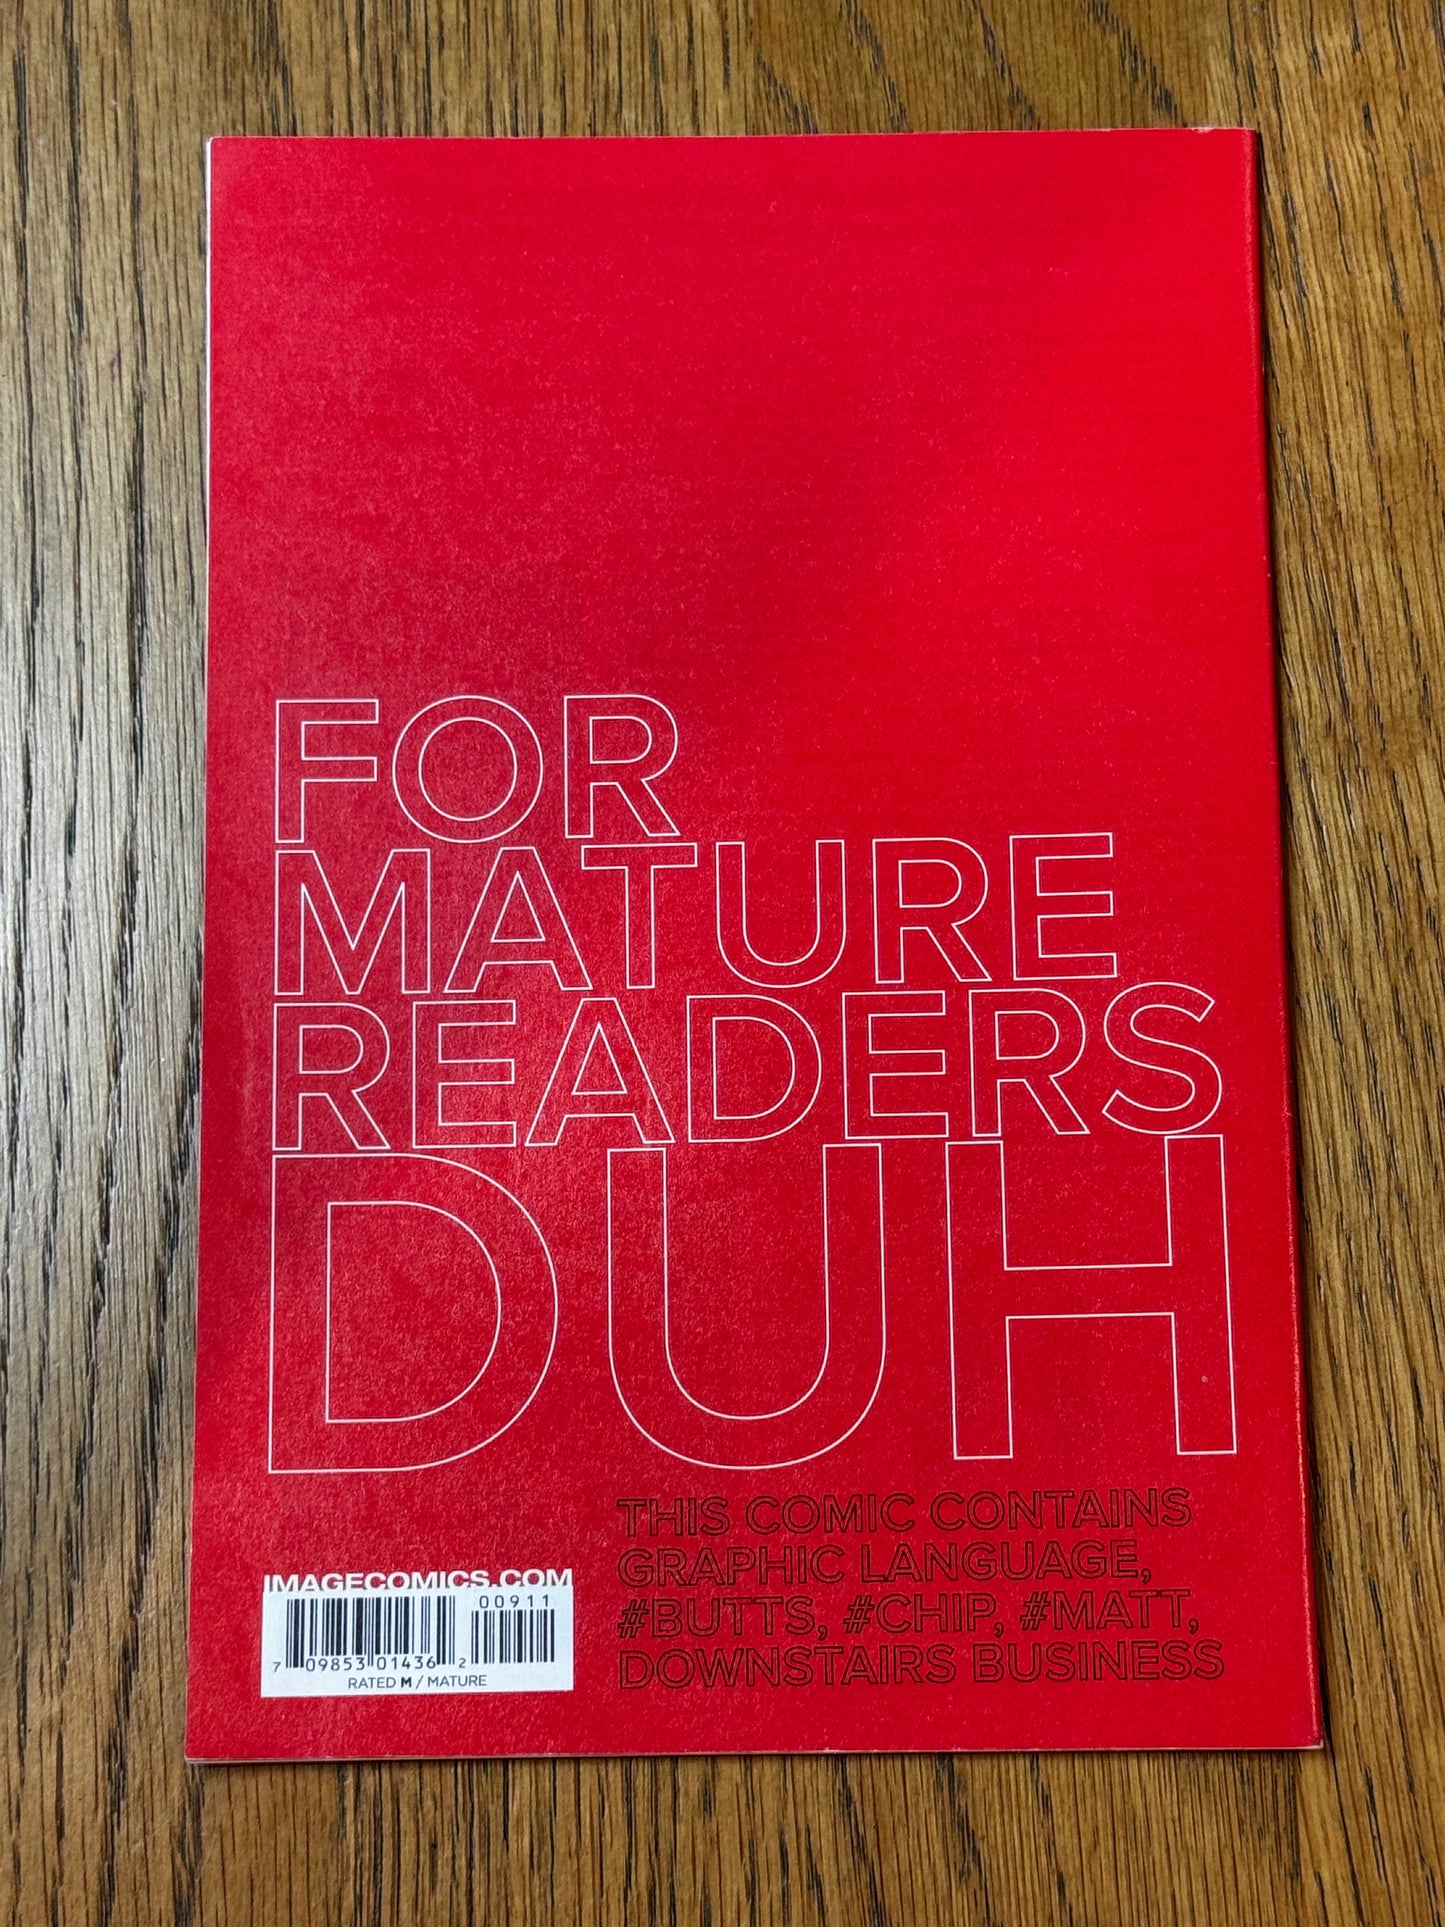 FOR
MATURE
READERS
DUH
THIS COMIC CONTAINS
GRAPHIC LANGUAGE,
#BUTTS, #CHIP, #MATT,
DOWNSTAIRS BUSINESS
IMAGECOMICS.COM
00911
7 09853 01436 2
RATED M / MATURE